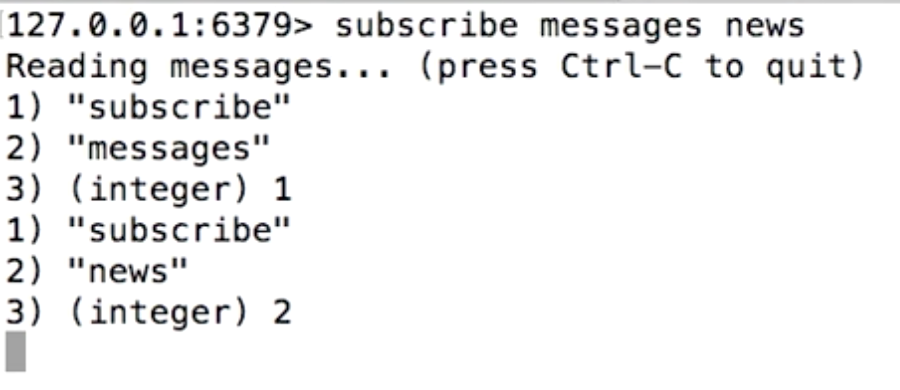 127.0.0.1:6379> subscribe messages news
Reading messages... (press Ctrl-C to quit)
1) "subscribe"
2) "messages"
3) (integer) 1
1) "subscribe"
2) "news"
3) (integer) 2